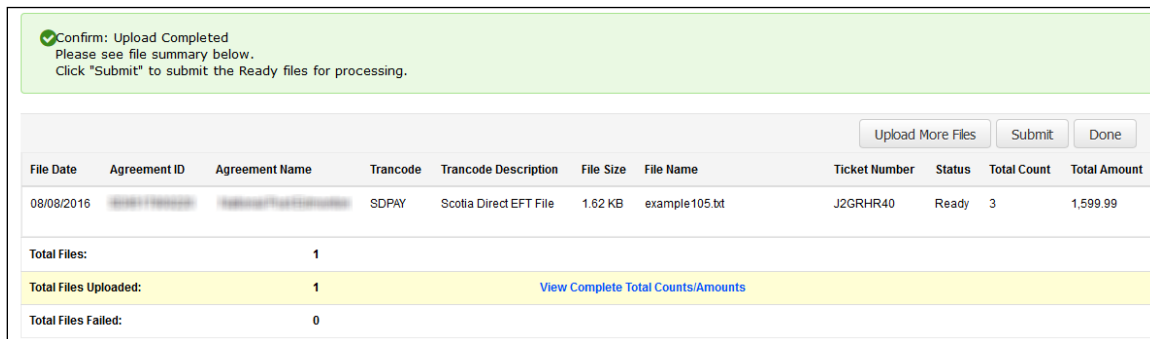 Confirm: Upload Completed
Please see file summary below.
Click "Submit" to submit the Ready files for processing.
Upload More Files Submit Done
File Date Agreement ID Agreement Name Trancode Trancode Description File Size File Name Ticket Number Status Total Count Total Amount
08/08/2016 SDPAY Scotia Direct EFT File 1.62 KB example105.txt J2GRHR40 Ready 3 1,599.99
Total Files: 1
Total Files Uploaded: 1 View Complete Total Counts/Amounts
Total Files Failed: 0